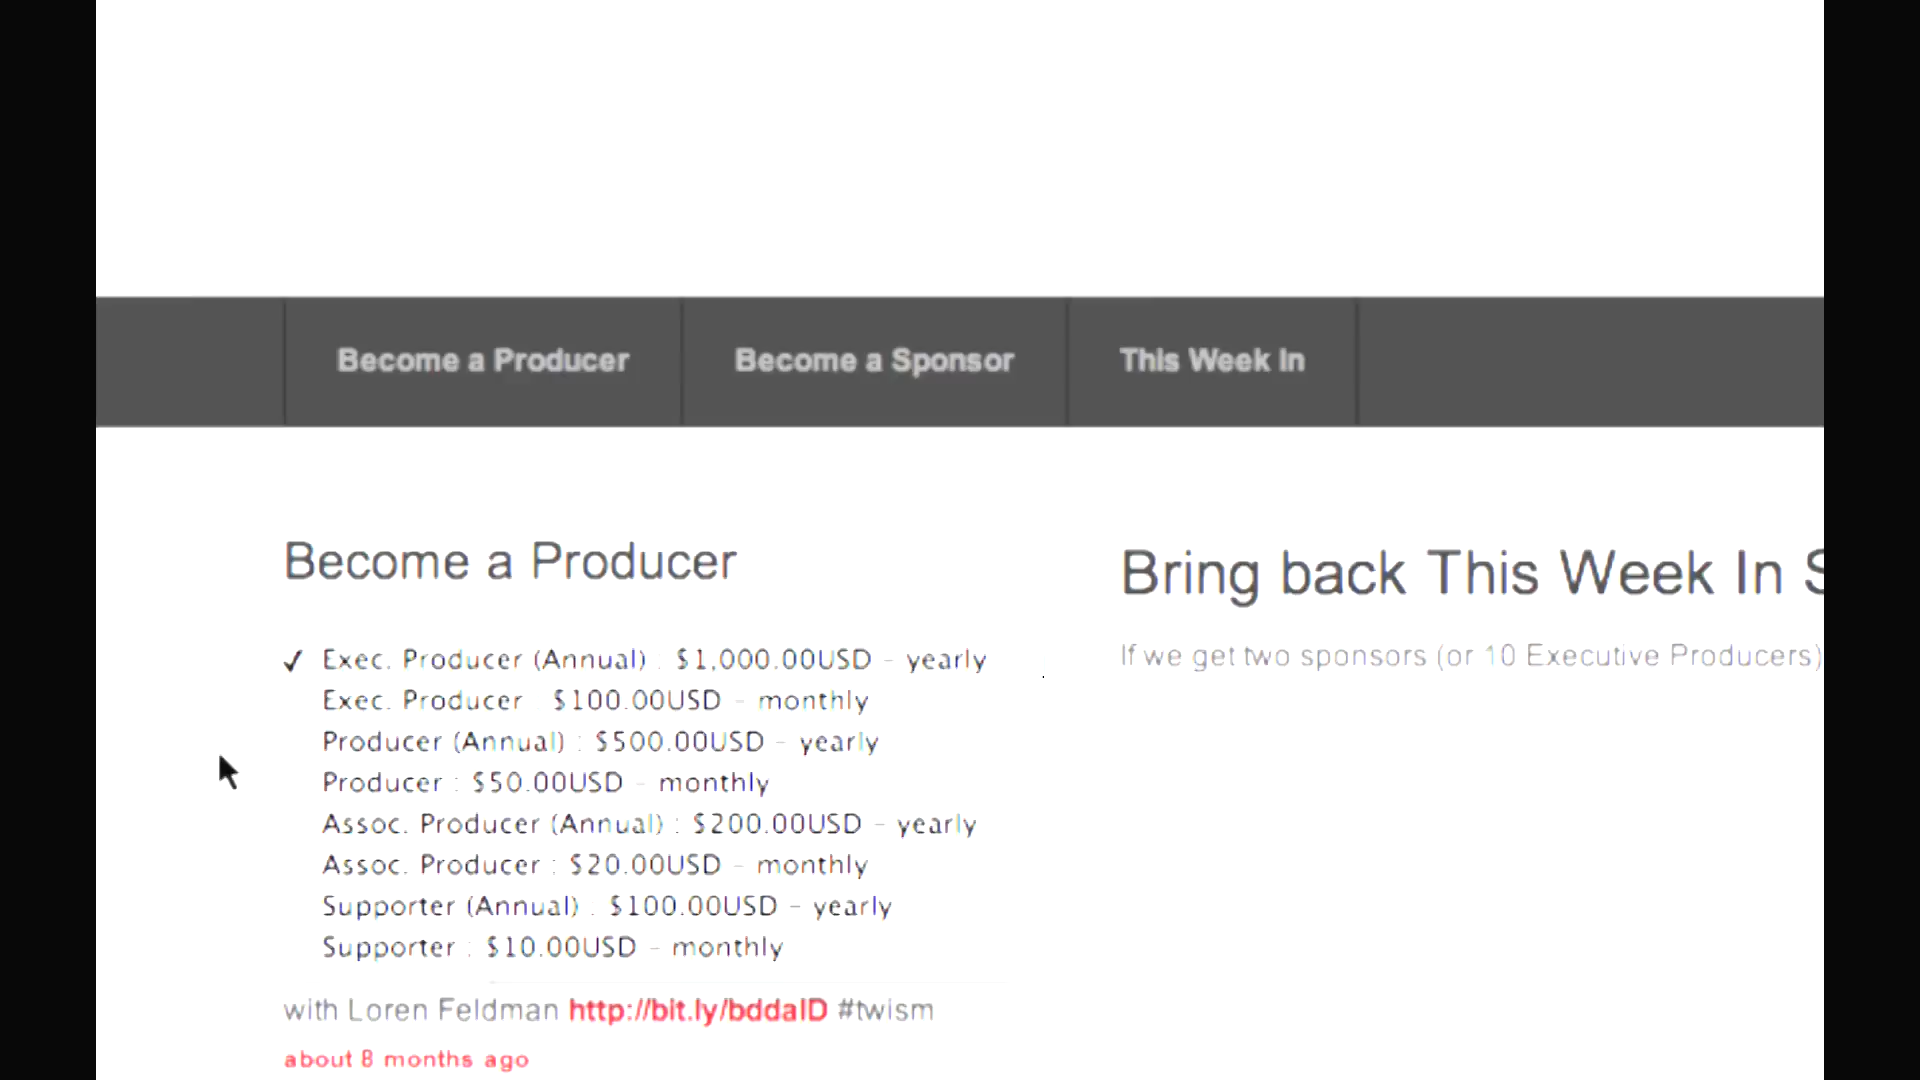 Become a Producer
Become a Sponsor
This Week In
Become a Producer
✓ Exec. Producer (Annual) : $1,000.00USD - yearly
Exec. Producer $100.00USD - monthly
Producer (Annual) : $500.00USD - yearly
Producer : $50.00USD - monthly
Assoc. Producer (Annual) : $200.00USD - yearly
Assoc. Producer : $20.00USD - monthly
Supporter (Annual) : $100.00USD - yearly
Supporter : $10.00USD - monthly
with Loren Feldman http://bit.ly/bddaID #twism
about 8 months ago
Bring back This Week In S
If we get two sponsors (or 10 Executive Producers)